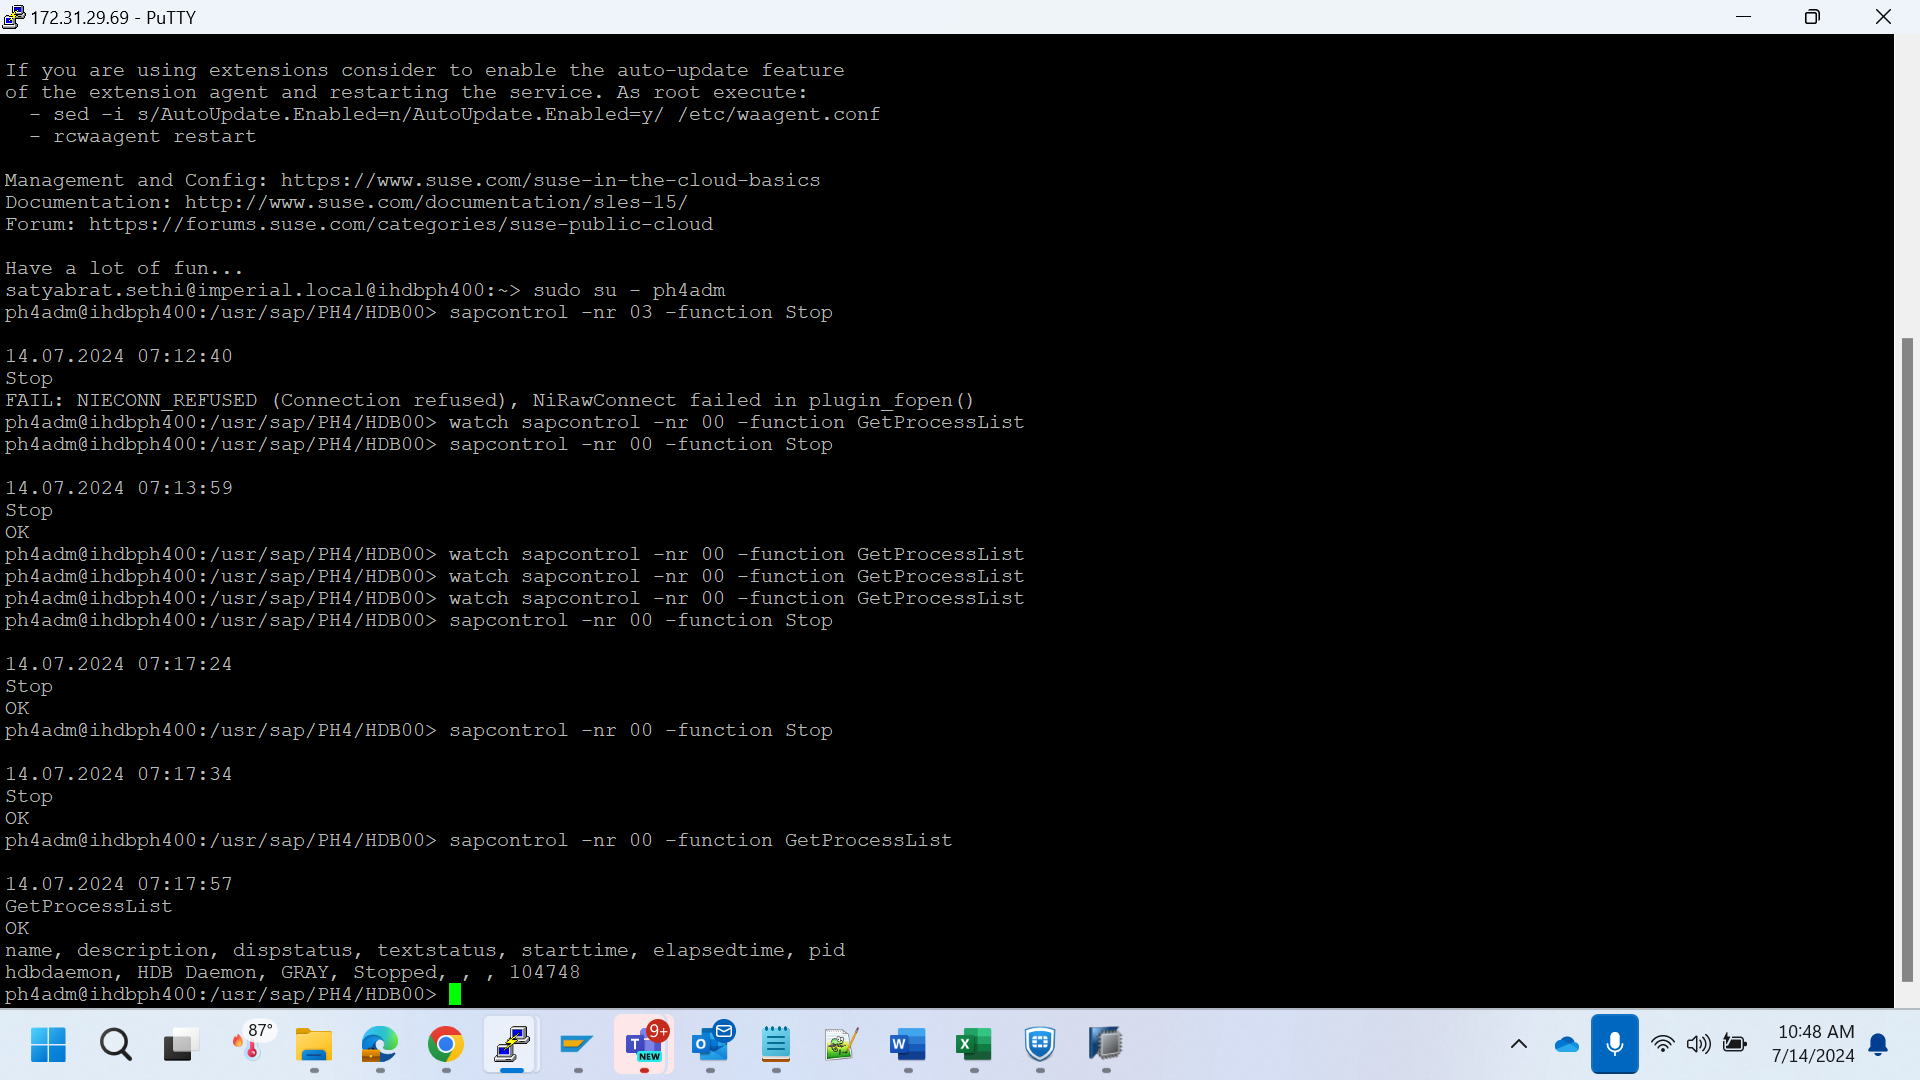 172.31.29.69 - PuTTY
If you are using extensions consider to enable the auto-update feature
of the extension agent and restarting the service. As root execute:
- sed -i s/AutoUpdate.Enabled=n/AutoUpdate.Enabled=y/ /etc/waagent.conf
- rcwaagent restart
Management and Config: https://www.suse.com/suse-in-the-cloud-basics
Documentation: http://www.suse.com/documentation/sles-15/
Forum: https://forums.suse.com/categories/suse-public-cloud
Have a lot of fun...
satyabrat.sethi@imperial.local@ihdbph400:~> sudo su - ph4adm
ph4adm@ihdbph400:/usr/sap/PH4/HDB00> sapcontrol -nr 03 -function Stop
14.07.2024 07:12:40
Stop
FAIL: NIECONN_REFUSED (Connection refused), NiRawConnect failed in plugin_fopen()
ph4adm@ihdbph400:/usr/sap/PH4/HDB00> watch sapcontrol -nr 00 -function GetProcessList
ph4adm@ihdbph400:/usr/sap/PH4/HDB00> sapcontrol -nr 00 -function Stop
14.07.2024 07:13:59
Stop
OK
ph4adm@ihdbph400:/usr/sap/PH4/HDB00> watch sapcontrol -nr 00 -function GetProcessList
ph4adm@ihdbph400:/usr/sap/PH4/HDB00> watch sapcontrol -nr 00 -function GetProcessList
ph4adm@ihdbph400:/usr/sap/PH4/HDB00> watch sapcontrol -nr 00 -function GetProcessList
ph4adm@ihdbph400:/usr/sap/PH4/HDB00> sapcontrol -nr 00 -function Stop
14.07.2024 07:17:24
Stop
OK
ph4adm@ihdbph400:/usr/sap/PH4/HDB00> sapcontrol -nr 00 -function Stop
14.07.2024 07:17:34
Stop
OK
ph4adm@ihdbph400:/usr/sap/PH4/HDB00> sapcontrol -nr 00 -function GetProcessList
14.07.2024 07:17:57
GetProcessList
OK
name, description, dispstatus, textstatus, starttime, elapsedtime, pid
hdbdaemon, HDB Daemon, GRAY, Stopped, , , 104748
ph4adm@ihdbph400:/usr/sap/PH4/HDB00>
87°
9+
T
NEW
O
W
X
10:48 AM
7/14/2024